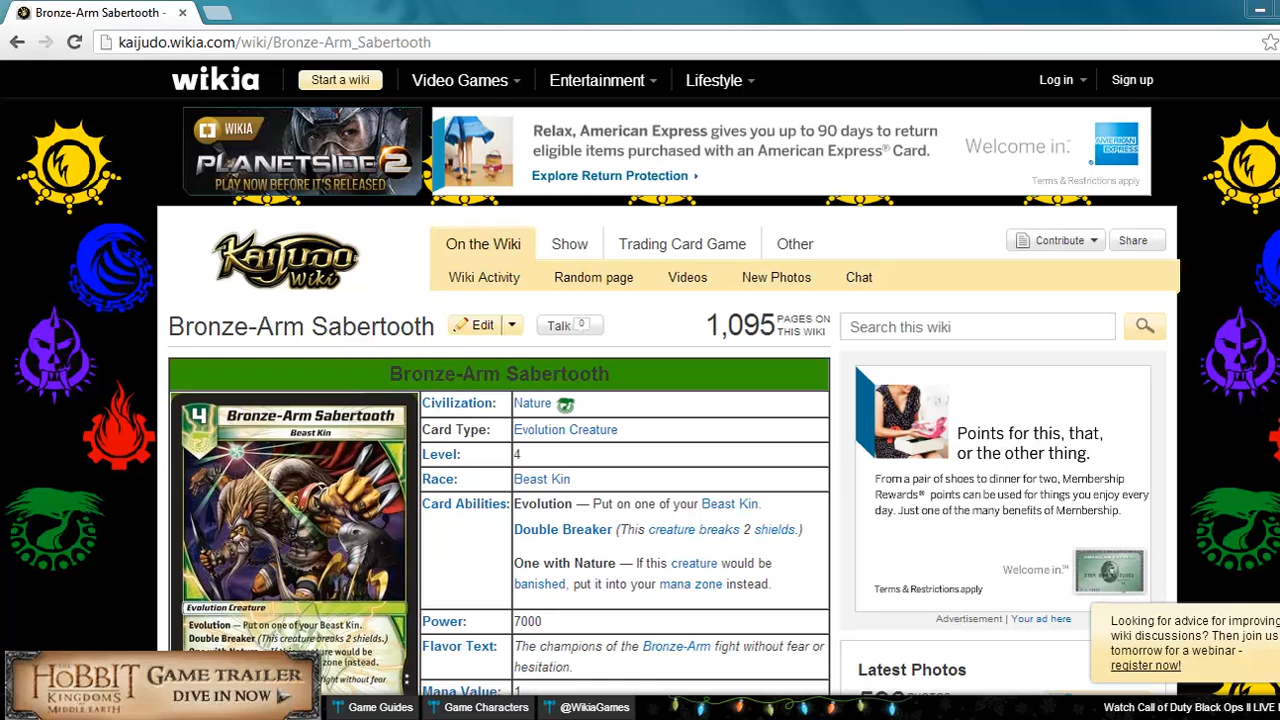 Bronze-Arm Sabertooth -
kaijudo.wikia.com/wiki/Bronze-Arm_Sabertooth
wikia
Start a wiki
Video Games
Entertainment
Lifestyle
Log in
Sign up
WIKIA
PLANETSIDE 2
PLAY NOW BEFORE IT'S RELEASED
Relax, American Express gives you up to 90 days to return
eligible items purchased with an American Express® Card.
Explore Return Protection
Welcome in.™
AMERICAN EXPRESS
Terms & Restrictions apply
KAIJUDO
Wiki
On the Wiki
Show
Trading Card Game
Other
Contribute
Share
Wiki Activity
Random page
Videos
New Photos
Chat
Bronze-Arm Sabertooth
Edit
Talk 0
1,095 PAGES ON
THIS WIKI
Search this wiki
Bronze-Arm Sabertooth
4
Bronze-Arm Sabertooth
Beast Kin
Evolution Creature
Evolution — Put on one of your Beast Kin.
Double Breaker (This creature breaks 2 shields.)
Civilization: Nature
Card Type: Evolution Creature
Level: 4
Race: Beast Kin
Card Abilities: Evolution — Put on one of your Beast Kin.
Double Breaker (This creature breaks 2 shields.)
One with Nature — If this creature would be
banished, put it into your mana zone instead.
Power: 7000
Flavor Text: The champions of the Bronze-Arm fight without fear or
hesitation.
Mana Value: 1
Points for this, that,
or the other thing.
From a pair of shoes to dinner for two, Membership
Rewards® points can be used for things you enjoy every
day. Just one of the many benefits of Membership.
Welcome in.™
Terms & Restrictions apply
Advertisement | Your ad here
Looking for advice for improving
wiki discussions? Then join us
tomorrow for a webinar -
register now!
Latest Photos
THE HOBBIT
KINGDOMS OF
MIDDLE EARTH
GAME TRAILER
DIVE IN NOW
Game Guides
Game Characters
@WikiaGames
Watch Call of Duty Black Ops II LIVE